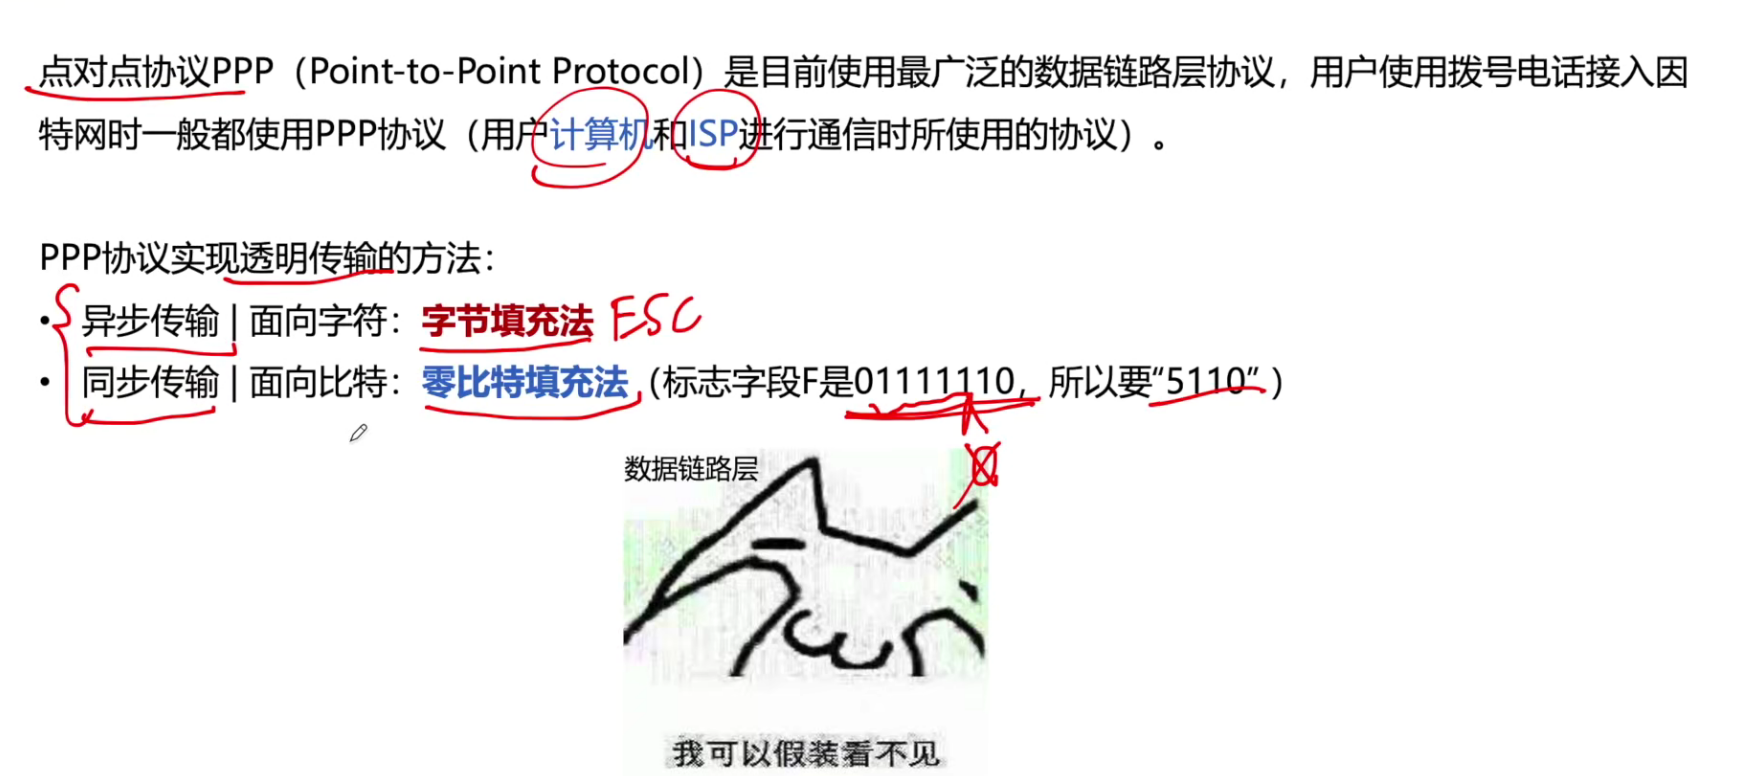 点对点协议PPP（Point-to-Point Protocol）是目前使用最广泛的数据链路层协议，用户使用拨号电话接入因
特网时一般都使用PPP协议（用户计算机和ISP进行通信时所使用的协议）。
PPP协议实现透明传输的方法：
• 异步传输 | 面向字符：字节填充法 ESC
• 同步传输 | 面向比特：零比特填充法（标志字段F是01111110，所以要“5110”）
0
数据链路层
我可以假装看不见